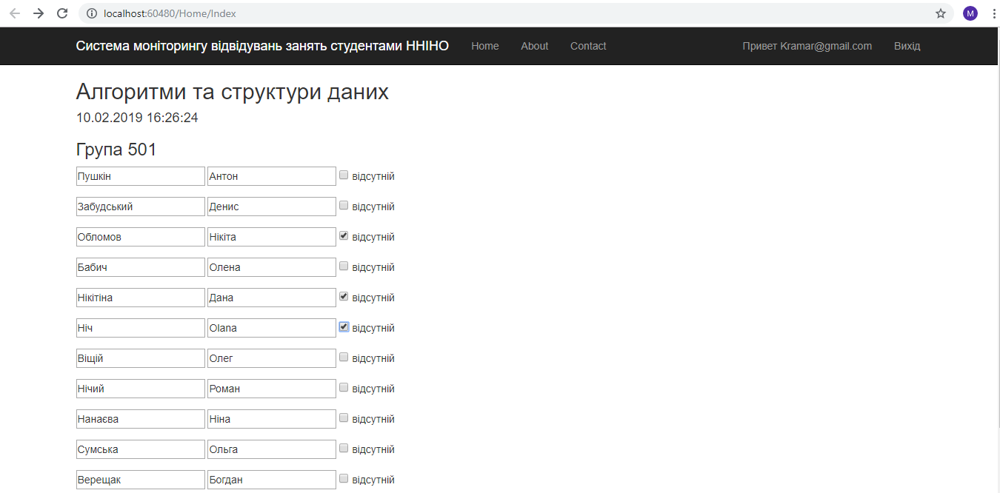 localhost:60480/Home/Index
M
Система моніторингу відвідувань занять студентами ННІНО Home About Contact Привет Kramar@gmail.com Вихід
Алгоритми та структури даних
10.02.2019 16:26:24
Група 501
Пушкін Антон відсутній
Забудський Денис відсутній
Обломов Нікіта відсутній
Бабич Олена відсутній
Нікітіна Дана відсутній
Ніч Olana відсутній
Віщій Олег відсутній
Нічий Роман відсутній
Нанаєва Ніна відсутній
Сумська Ольга відсутній
Верещак Богдан відсутній